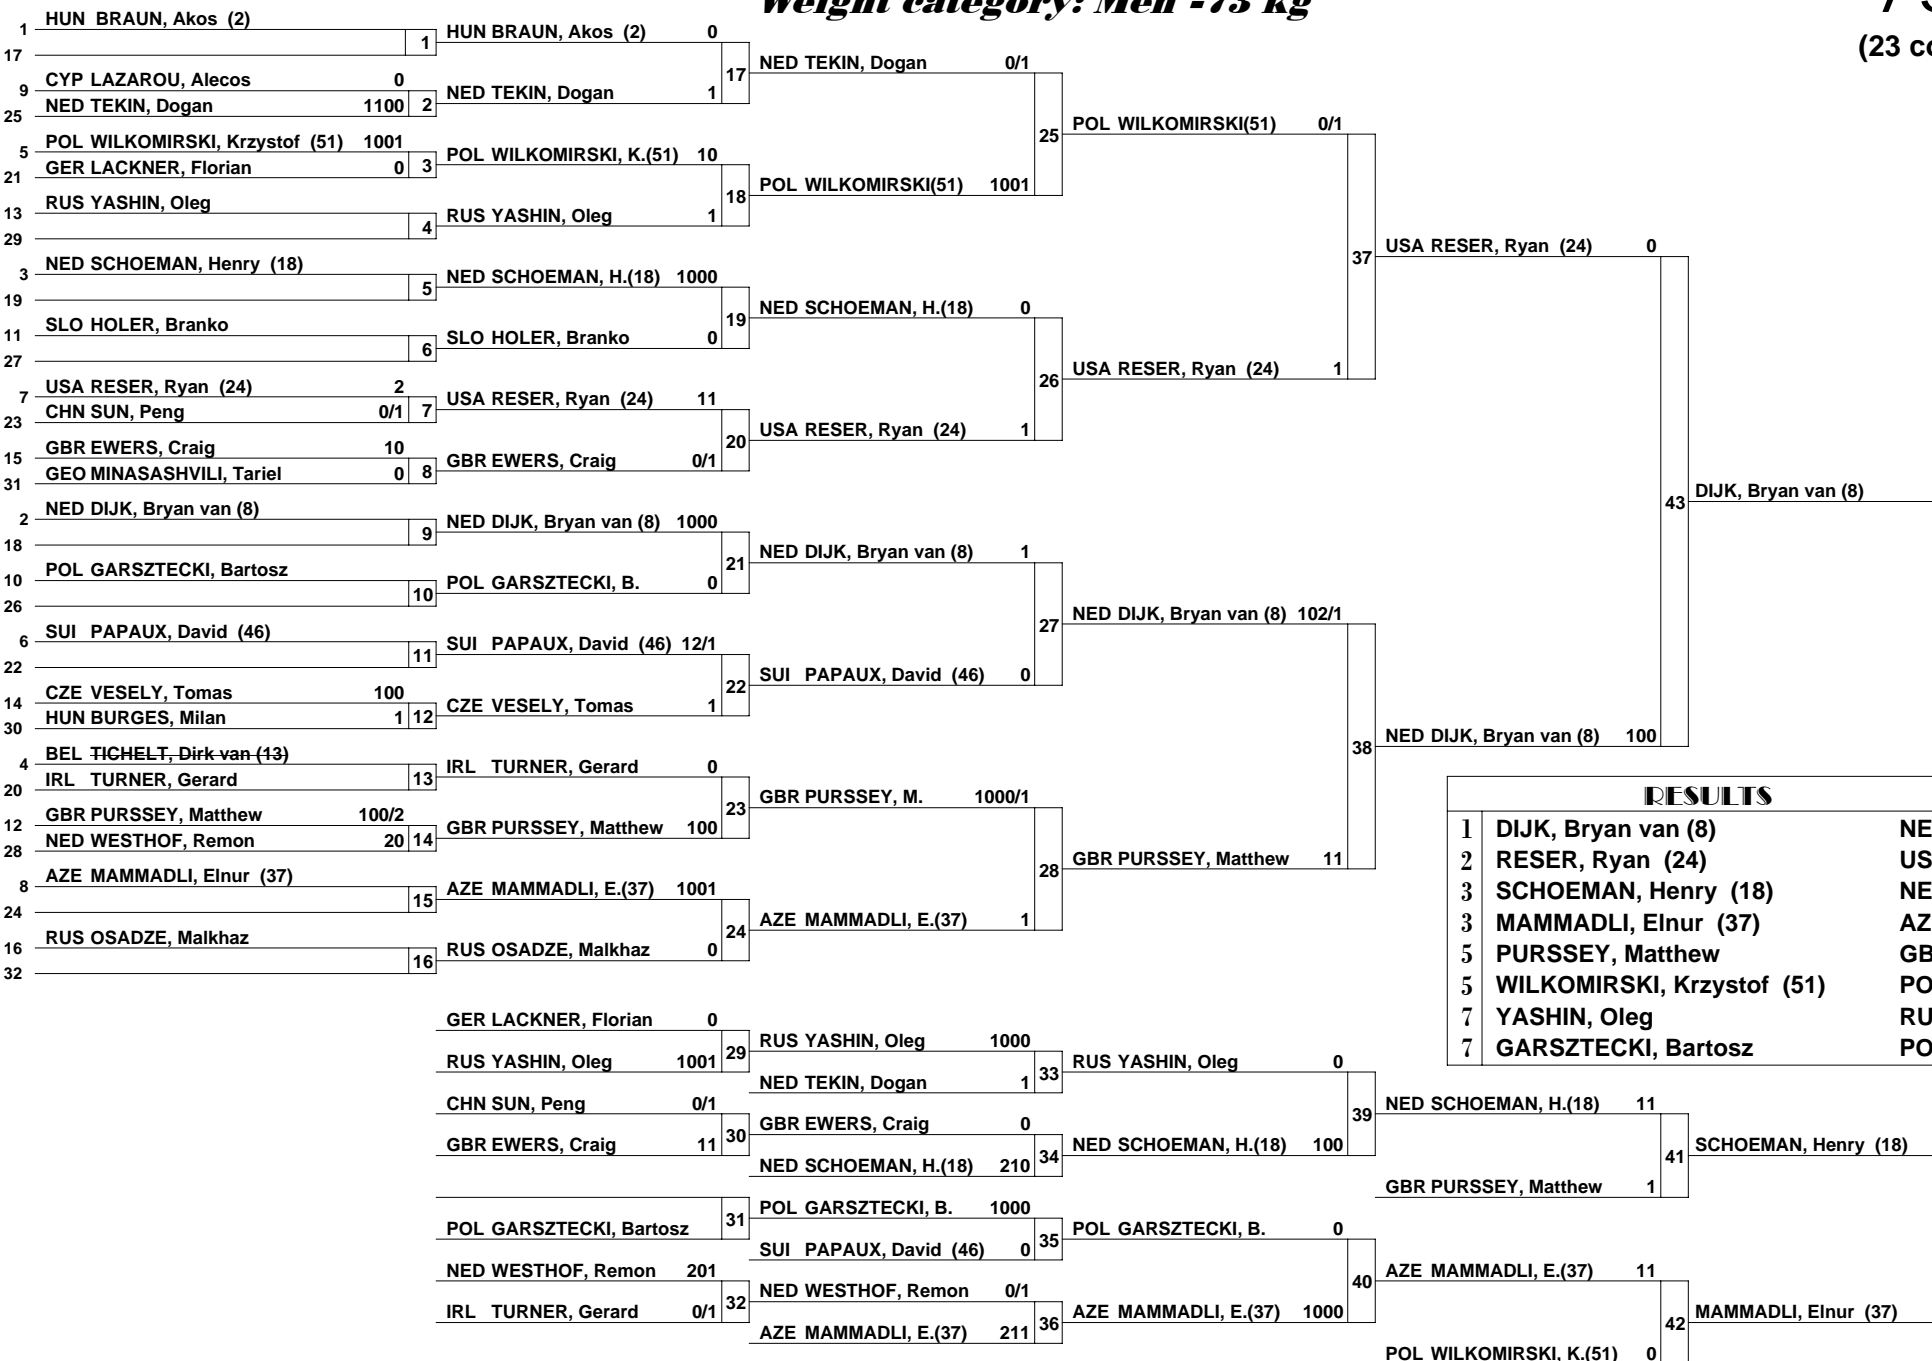 Weight category: Men -73 kg
(23
1 HUN BRAUN, Akos (2)
17
1
9 CYP LAZAROU, Alecos 0
25 NED TEKIN, Dogan 1100
2
5 POL WILKOMIRSKI, Krzystof (51) 1001
21 GER LACKNER, Florian 0
3
13 RUS YASHIN, Oleg
29
4
3 NED SCHOEMAN, Henry (18)
19
5
11 SLO HOLER, Branko
27
6
7 USA RESER, Ryan (24) 2
23 CHN SUN, Peng 0/1
7
15 GBR EWERS, Craig 10
31 GEO MINASASHVILI, Tariel 0
8
2 NED DIJK, Bryan van (8)
18
9
10 POL GARSZTECKI, Bartosz
26
10
6 SUI PAPAUX, David (46)
22
11
14 CZE VESELY, Tomas 100
30 HUN BURGES, Milan 1
12
4 BEL TICHELT, Dirk van (13)
20 IRL TURNER, Gerard
13
12 GBR PURSSEY, Matthew 100/2
28 NED WESTHOF, Remon 20
14
8 AZE MAMMADLI, Elnur (37)
24
15
16 RUS OSADZE, Malkhaz
32
16
HUN BRAUN, Akos (2) 0
NED TEKIN, Dogan 1
17
POL WILKOMIRSKI, K.(51) 10
RUS YASHIN, Oleg 1
18
NED SCHOEMAN, H.(18) 1000
SLO HOLER, Branko 0
19
USA RESER, Ryan (24) 11
GBR EWERS, Craig 0/1
20
NED DIJK, Bryan van (8) 1000
POL GARSZTECKI, B. 0
21
SUI PAPAUX, David (46) 12/1
CZE VESELY, Tomas 1
22
IRL TURNER, Gerard 0
GBR PURSSEY, Matthew 100
23
AZE MAMMADLI, E.(37) 1001
RUS OSADZE, Malkhaz 0
24
NED TEKIN, Dogan 0/1
POL WILKOMIRSKI(51) 1001
25
NED SCHOEMAN, H.(18) 0
USA RESER, Ryan (24) 1
26
NED DIJK, Bryan van (8) 1
SUI PAPAUX, David (46) 0
27
GBR PURSSEY, M. 1000/1
AZE MAMMADLI, E.(37) 1
28
POL WILKOMIRSKI(51) 0/1
USA RESER, Ryan (24) 1
37
NED DIJK, Bryan van (8) 102/1
GBR PURSSEY, Matthew 11
38
USA RESER, Ryan (24) 0
NED DIJK, Bryan van (8) 100
43
DIJK, Bryan van (8)
RESULTS
1 DIJK, Bryan van (8) NE
2 RESER, Ryan (24) US
3 SCHOEMAN, Henry (18) NE
3 MAMMADLI, Elnur (37) AZ
5 PURSSEY, Matthew GB
5 WILKOMIRSKI, Krzystof (51) PO
7 YASHIN, Oleg RU
7 GARSZTECKI, Bartosz PO
GER LACKNER, Florian 0
RUS YASHIN, Oleg 1001
29
CHN SUN, Peng 0/1
GBR EWERS, Craig 11
30
POL GARSZTECKI, Bartosz
31
NED WESTHOF, Remon 201
IRL TURNER, Gerard 0/1
32
RUS YASHIN, Oleg 1000
NED TEKIN, Dogan 1
33
GBR EWERS, Craig 0
NED SCHOEMAN, H.(18) 210
34
POL GARSZTECKI, B. 1000
SUI PAPAUX, David (46) 0
35
NED WESTHOF, Remon 0/1
AZE MAMMADLI, E.(37) 211
36
RUS YASHIN, Oleg 0
NED SCHOEMAN, H.(18) 100
39
POL GARSZTECKI, B. 0
AZE MAMMADLI, E.(37) 1000
40
NED SCHOEMAN, H.(18) 11
GBR PURSSEY, Matthew 1
41
SCHOEMAN, Henry (18)
AZE MAMMADLI, E.(37) 11
POL WILKOMIRSKI, K.(51) 0
42
MAMMADLI, Elnur (37)